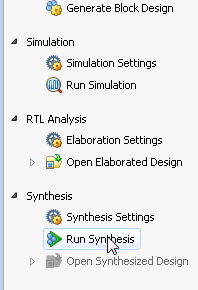 Generate Block Design
Simulation
Simulation Settings
Run Simulation
RTL Analysis
Elaboration Settings
Open Elaborated Design
Synthesis
Synthesis Settings
Run Synthesis
Open Synthesized Design